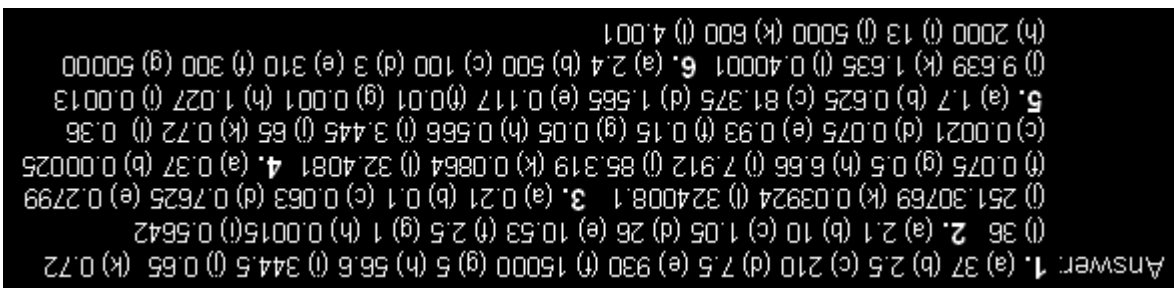 Answer. 1. (a) 37 (b) 2.5 (c) 210 (d) 7.5 (e) 930 (f) 15000 (g) 5 (h) 56.6 (i) 344.5 (j) 0.65 (k) 0.72
(l) 36 2. (a) 2.1 (b) 10 (c) 1.05 (d) 26 (e) 10.53 (f) 2.5 (g) 1 (h) 0.0015(i) 0.5642
(j) 251.30769 (k) 0.03924 (l) 324008.1 3. (a) 0.21 (b) 0.1 (c) 0.063 (d) 0.7625 (e) 0.2799
(f) 0.075 (g) 0.5 (h) 6.66 (i) 7.912 (j) 85.319 (k) 0.0864 (l) 32.4081 4. (a) 0.37 (b) 0.00025
(c) 0.0021 (d) 0.075 (e) 0.93 (f) 0.15 (g) 0.05 (h) 0.566 (i) 3.445 (j) 65 (k) 0.72 (l) 0.36
5. (a) 1.7 (b) 0.625 (c) 81.375 (d) 1.565 (e) 0.117 (f)0.01 (g) 0.001 (h) 1.027 (i) 0.0013
(j) 9.639 (k) 1.635 (l) 0.40001 6. (a) 2.4 (b) 500 (c) 100 (d) 3 (e) 310 (f) 300 (g) 50000
(h) 2000 (i) 13 (j) 5000 (k) 600 (l) 4.001